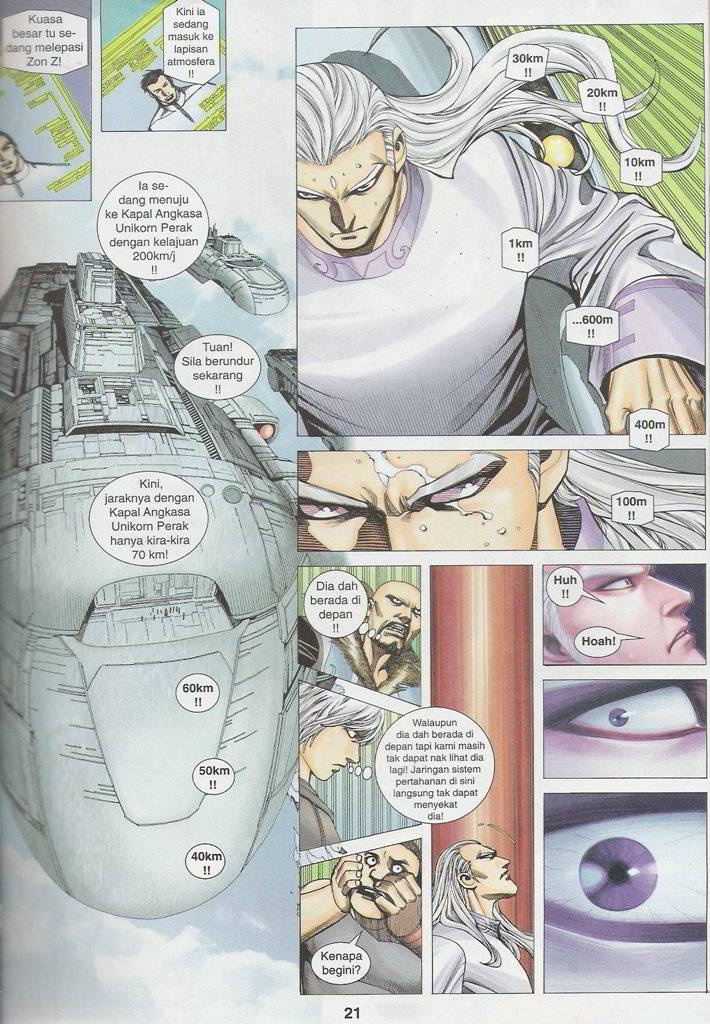 Kuasa
besar tu se-
dang melepasi
Zon Z!
Kini ia
sedang
masuk ke
lapisan
atmosfera
!!
Ia se-
dang menuju
ke Kapal Angkasa
Unikorn Perak
dengan kelajuan
200km/j
!!
Tuan!
Sila berundur
sekarang
!!
Kini,
jaraknya dengan
Kapal Angkasa
Unikorn Perak
hanya kira-kira
70 km!
60km
!!
50km
!!
40km
!!
30km
!!
20km
!!
10km
!!
1km
!!
...600m
!!
400m
!!
100m
!!
Dia dah
berada di
depan
!!
Walaupun
dia dah berada di
depan tapi kami masih
tak dapat nak lihat dia
lagi! Jaringan sistem
pertahanan di sini
langsung tak dapat
menyekat
dia!
Kenapa
begini?
Huh
!!
Hoah!
21